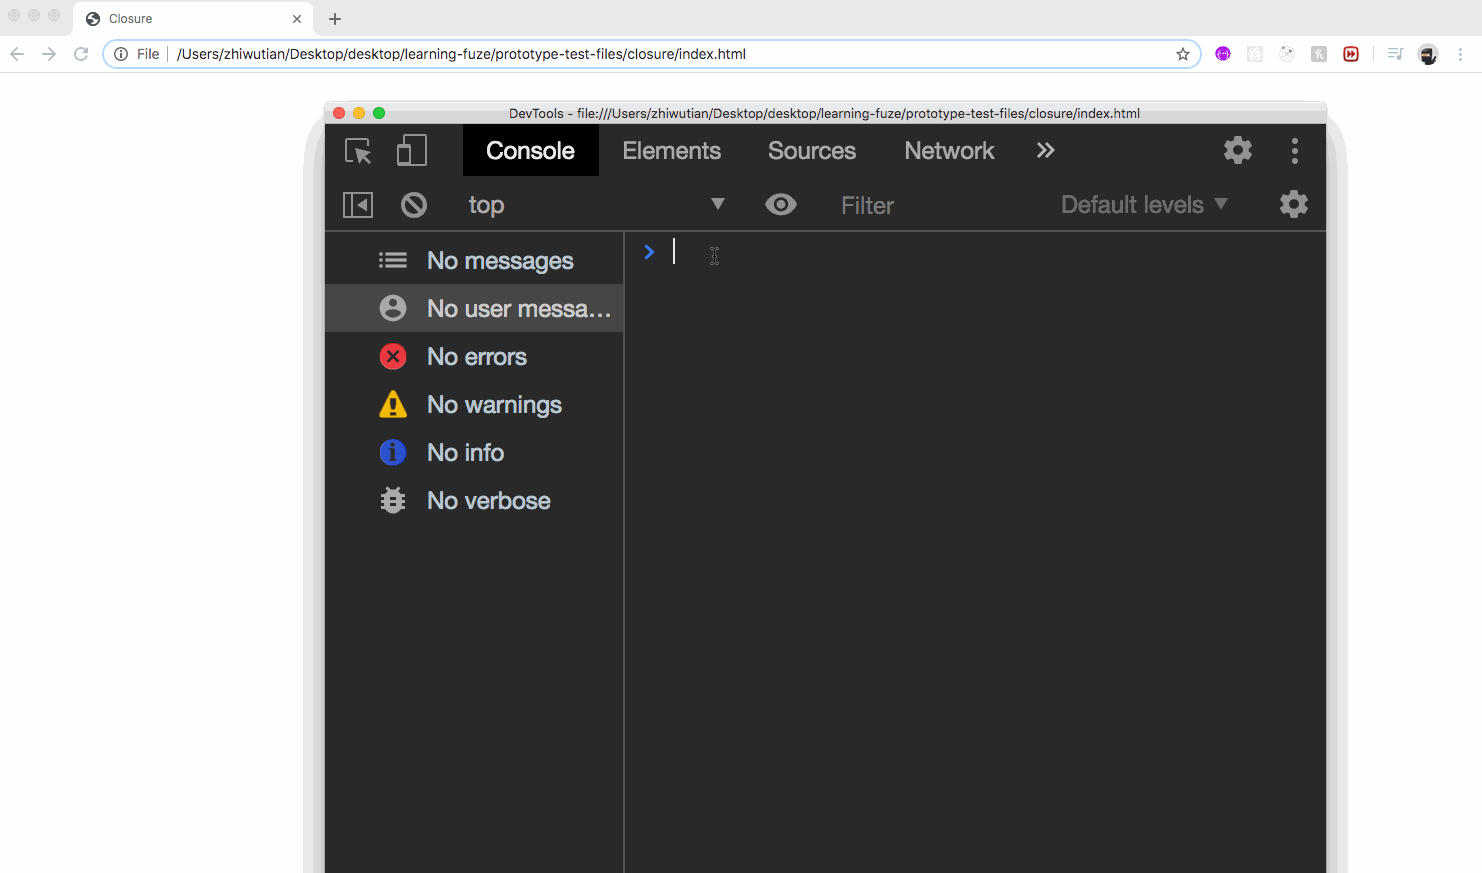 Closure
File /Users/zhiwutian/Desktop/desktop/learning-fuze/prototype-test-files/closure/index.html
DevTools - file:///Users/zhiwutian/Desktop/desktop/learning-fuze/prototype-test-files/closure/index.html
Console Elements Sources Network
top Filter Default levels
No messages
No user messa…
No errors
No warnings
No info
No verbose